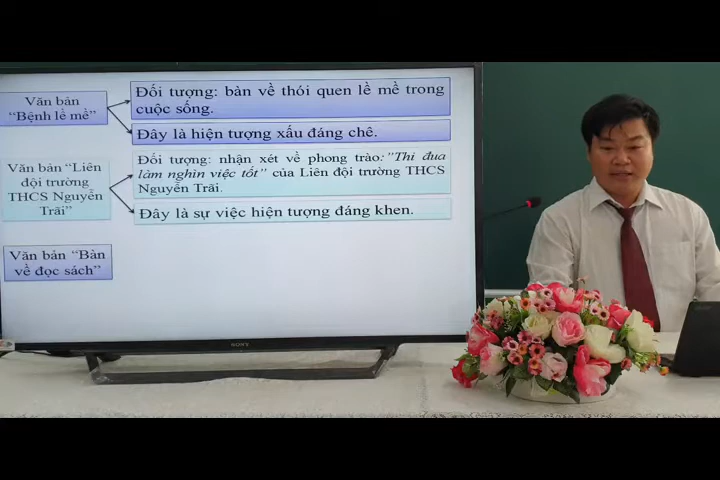 Văn bản
“Bệnh lề mề”
Đối tượng: bàn về thói quen lề mề trong
cuộc sống.
Đây là hiện tượng xấu đáng chê.
Văn bản “Liên
đội trường
THCS Nguyễn
Trãi”
Đối tượng: nhận xét về phong trào:"Thi đua
làm nghìn việc tốt” của Liên đội trường THCS
Nguyễn Trãi.
Đây là sự việc hiện tượng đáng khen.
Văn bản “Bàn
về đọc sách”
SONY